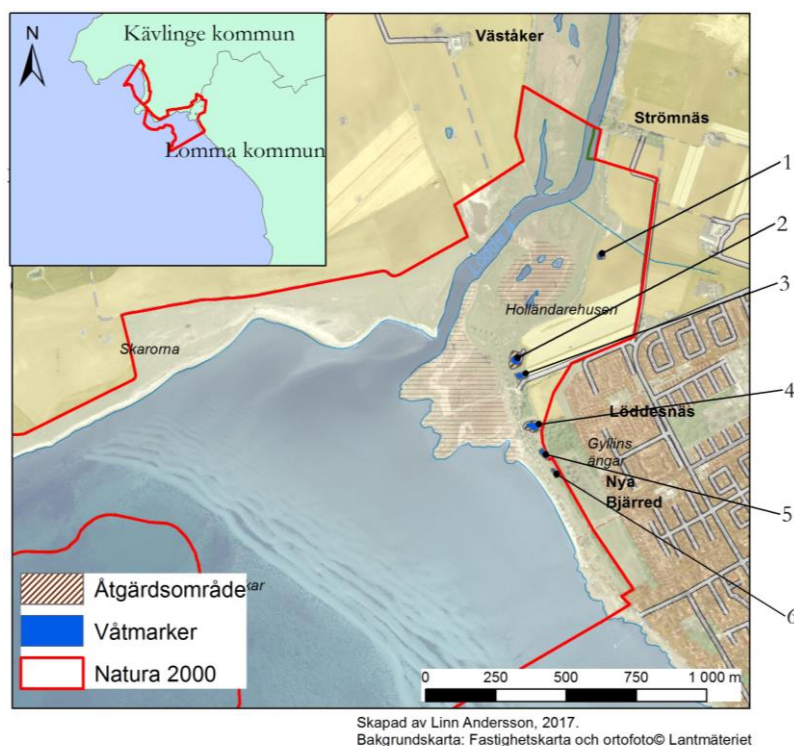 N
Kävlinge kommun
Lomma kommun
Väståker
Strömnäs
1
2
Holländarehusen
3
Skarorna
4
Löddesnäs
Gyllins
ängar
Nya
Bjärred
5
6
Åtgärdsområde
Våtmarker
Natura 2000
0 250 500 750 1 000 m
Skapad av Linn Andersson, 2017.
Bakgrundskarta: Fastighetskarta och ortofoto© Lantmäteriet